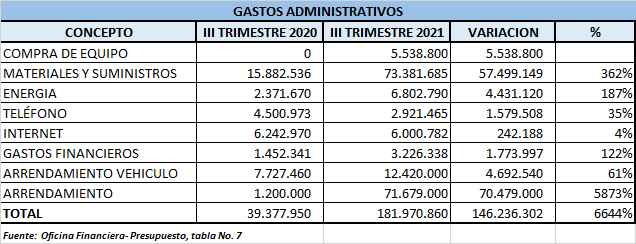 GASTOS ADMINISTRATIVOS
CONCEPTO III TRIMESTRE 2020 III TRIMESTRE 2021 VARIACION %
COMPRA DE EQUIPO 0 5.538.800 5.538.800
MATERIALES Y SUMINISTROS 15.882.536 73.381.685 57.499.149 362%
ENERGIA 2.371.670 6.802.790 4.431.120 187%
TELÉFONO 4.500.973 2.921.465 1.579.508 35%
INTERNET 6.242.970 6.000.782 242.188 4%
GASTOS FINANCIEROS 1.452.341 3.226.338 1.773.997 122%
ARRENDAMIENTO VEHICULO 7.727.460 12.420.000 4.692.540 61%
ARRENDAMIENTO 1.200.000 71.679.000 70.479.000 5873%
TOTAL 39.377.950 181.970.860 146.236.302 6644%
Fuente: Oficina Financiera- Presupuesto, tabla No. 7